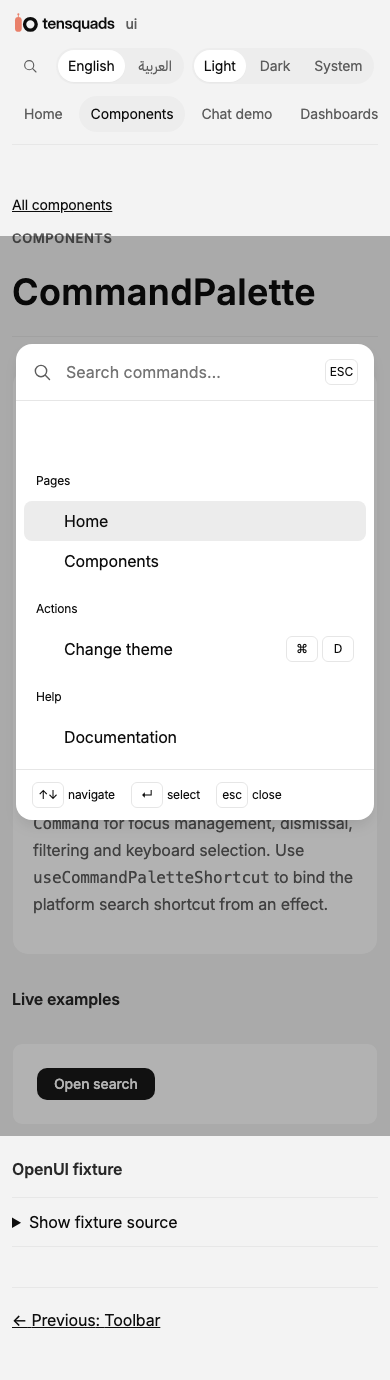 tensquads ui
English العربية Light Dark System
Home Components Chat demo Dashboards
All components
COMPONENTS
CommandPalette
Search commands... ESC
Pages
Home
Components
Actions
Change theme ⌘ D
Help
Documentation
↑↓ navigate ↵ select esc close
Command for focus management, dismissal,
filtering and keyboard selection. Use
useCommandPaletteShortcut to bind the
platform search shortcut from an effect.
Live examples
Open search
OpenUI fixture
▶ Show fixture source
← Previous: Toolbar